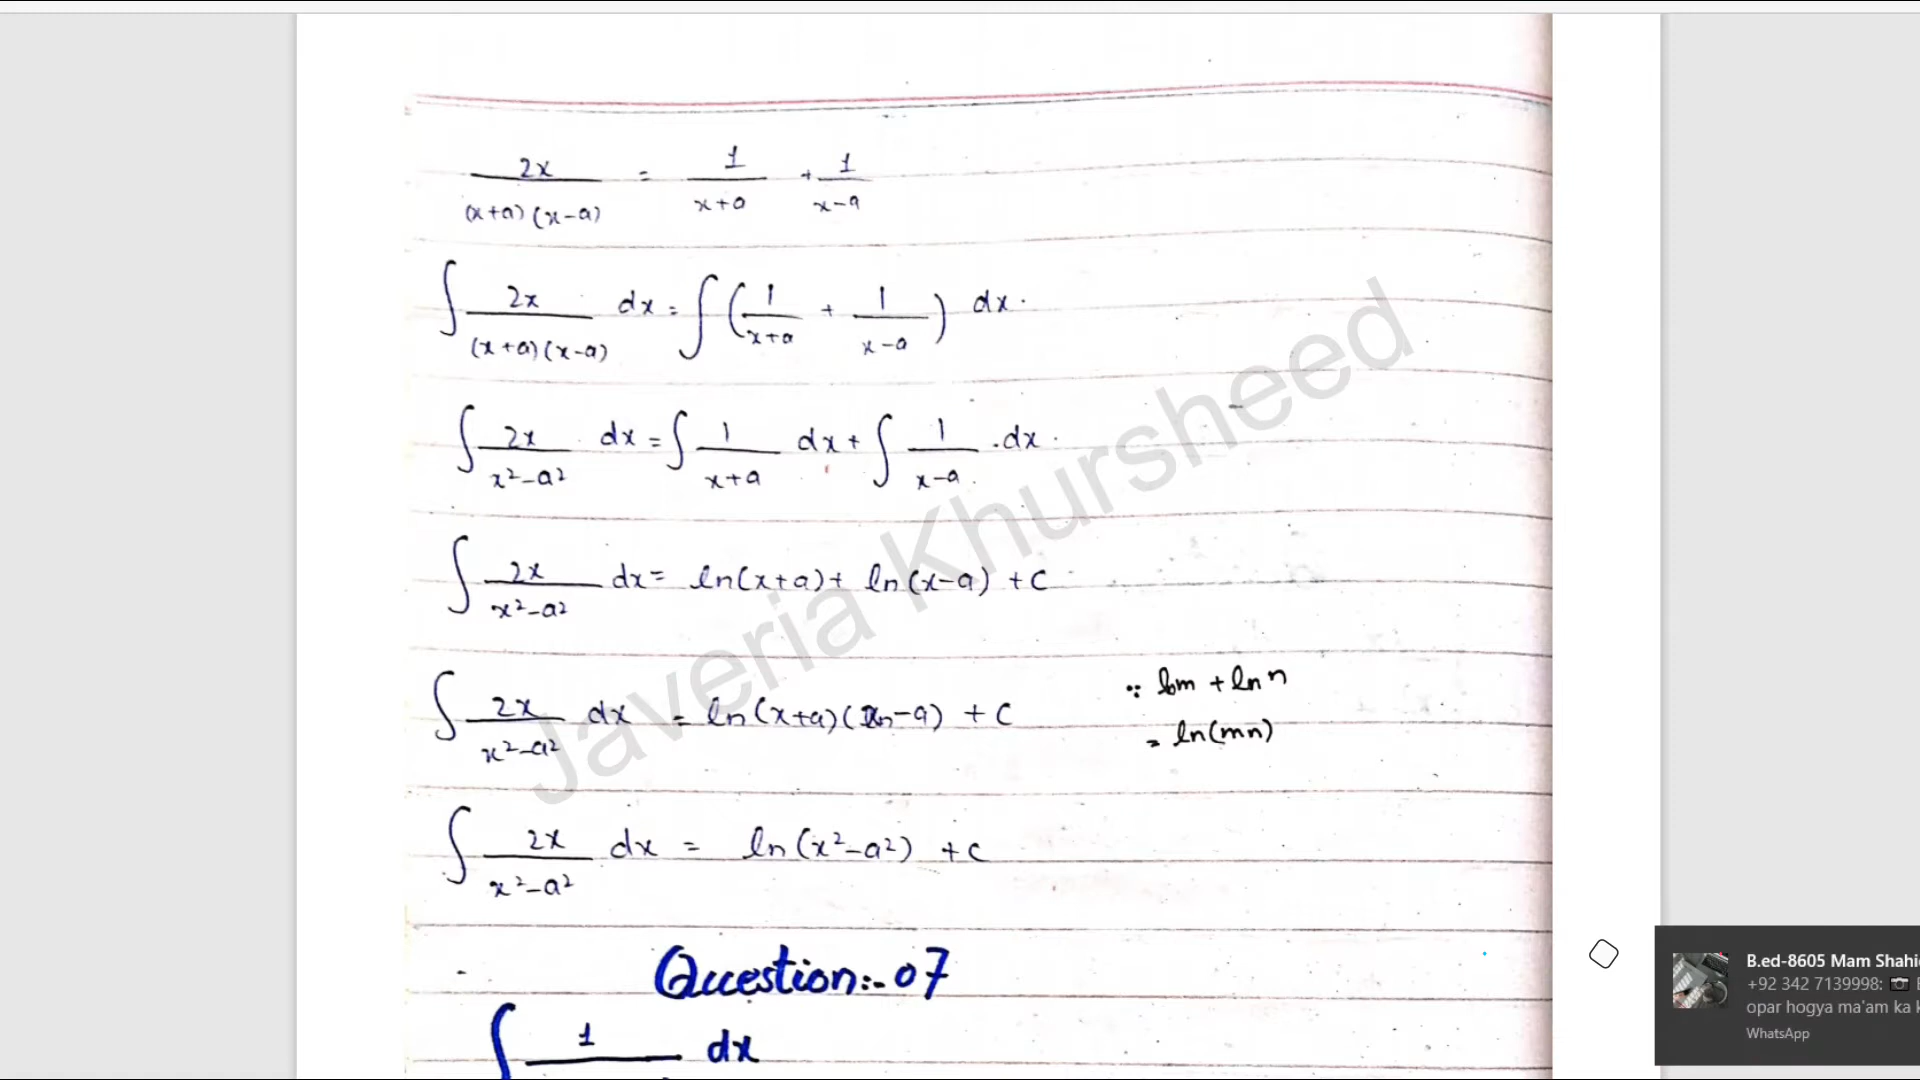 2x / (x+a)(x-a) = 1 / x+a + 1 / x-a
∫ 2x / (x+a)(x-a) dx = ∫ (1 / x+a + 1 / x-a) dx.
∫ 2x / x²-a² dx = ∫ 1 / x+a dx + ∫ 1 / x-a .dx.
∫ 2x / x²-a² dx = ln(x+a) + ln(x-a) + c
∫ 2x / x²-a² dx = ln(x+a)(x-a) + c
∵ lnm + lnn
= ln(mn)
∫ 2x / x²-a² dx = ln(x²-a²) + c
Question:-07
∫ 1 dx
Javeria Khursheed
B.ed-8605 Mam Shahi
+92 342 7139998:
opar hogya ma'am ka
WhatsApp